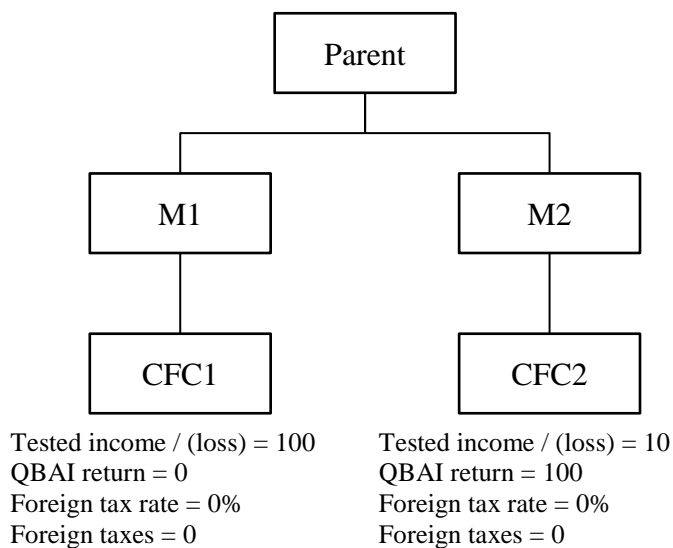 Parent
M1
M2
CFC1
CFC2
Tested income / (loss) = 100
QBAI return = 0
Foreign tax rate = 0%
Foreign taxes = 0
Tested income / (loss) = 10
QBAI return = 100
Foreign tax rate = 0%
Foreign taxes = 0